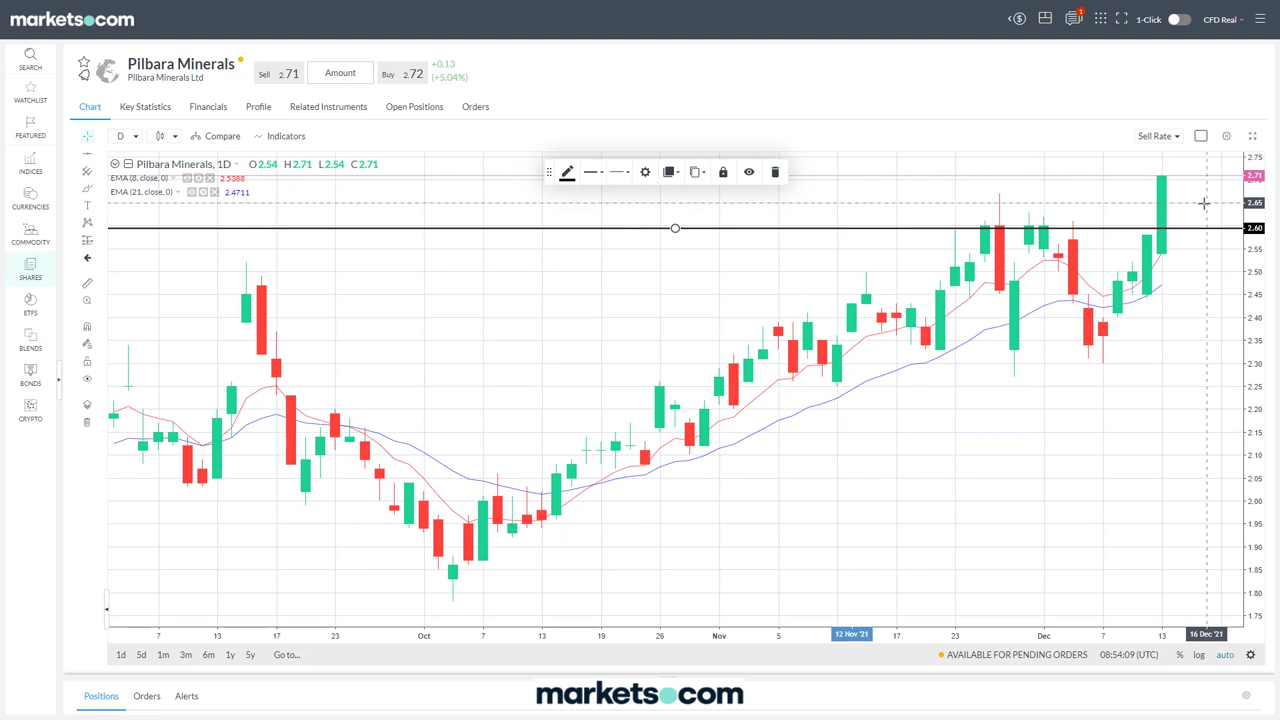 markets.com
1
1-Click
CFD Real
SEARCH
WATCHLIST
FEATURED
INDICES
CURRENCIES
COMMODITY
SHARES
ETFS
BLENDS
BONDS
CRYPTO
Pilbara Minerals
Pilbara Minerals Ltd
Sell 2.71
Amount
Buy 2.72
+0.13
(+5.04%)
Chart Key Statistics Financials Profile Related Instruments Open Positions Orders
D Compare Indicators Sell Rate
Pilbara Minerals, 1D O2.54 H2.71 L2.54 C2.71
EMA (8, close, 0) 2.5388
EMA (21, close, 0) 2.4711
2.75
2.71
2.65
2.60
2.55
2.50
2.45
2.40
2.35
2.30
2.25
2.20
2.15
2.10
2.05
2.00
1.95
1.90
1.85
1.80
1.75
7 13 17 23 Oct 7 13 19 26 Nov 5 12 Nov '21 17 23 Dec 7 13 16 Dec '21
1d 5d 1m 3m 6m 1y 5y Go to...
AVAILABLE FOR PENDING ORDERS 08:54:09 (UTC) % log auto
Positions Orders Alerts
markets.com